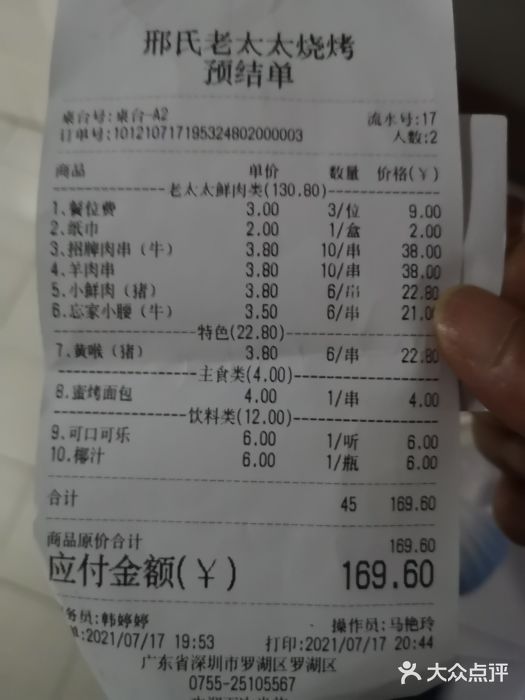 邢氏老太太烧烤
预结单
桌台号:桌台-A2 流水号:17
订单号:101210717195324802000003 人数:2
商品 单价 数量 价格(¥)
老太太鲜肉类(130.80)
1、餐位费 3.00 3/位 9.00
2、纸巾 2.00 1/盒 2.00
3、招牌肉串（牛） 3.80 10/串 38.00
4、羊肉串 3.80 10/串 38.00
5、小鲜肉（猪） 3.80 6/串 22.80
6、忘家小腰（牛） 3.50 6/串 21.00
特色(22.80)
7、黄喉（猪） 3.80 6/串 22.80
主食类(4.00)
8、蜜烤面包 4.00 1/串 4.00
饮料类(12.00)
9、可口可乐 6.00 1/听 6.00
10、椰汁 6.00 1/瓶 6.00
合计 45 169.60
商品原价合计 169.60
应付金额(¥) 169.60
务员:韩婷婷 操作员:马艳玲
:2021/07/17 19:53 打印:2021/07/17 20:44
广东省深圳市罗湖区罗湖区
0755-25105567
大众点评